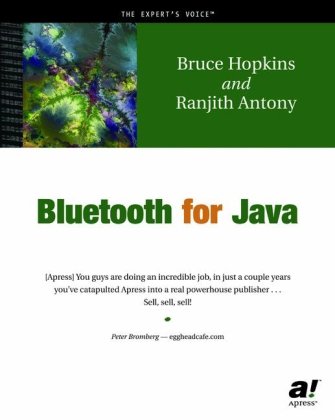 THE EXPERT'S VOICE™
Bruce Hopkins
and
Ranjith Antony
Bluetooth for Java
[Apress] You guys are doing an incredible job, in just a couple years
you've catapulted Apress into a real powerhouse publisher . . .
Sell, sell, sell!
Peter Bromberg — eggheadcafe.com
a!
Apress™